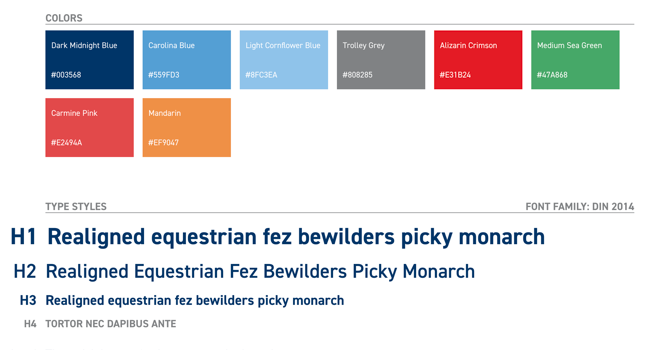 COLORS
Dark Midnight Blue
#003568
Carolina Blue
#559FD3
Light Cornflower Blue
#8FC3EA
Trolley Grey
#808285
Alizarin Crimson
#E31B24
Medium Sea Green
#47A868
Carmine Pink
#E2494A
Mandarin
#EF9047
TYPE STYLES FONT FAMILY: DIN 2014
H1 Realigned equestrian fez bewilders picky monarch
H2 Realigned Equestrian Fez Bewilders Picky Monarch
H3 Realigned equestrian fez bewilders picky monarch
H4 TORTOR NEC DAPIBUS ANTE